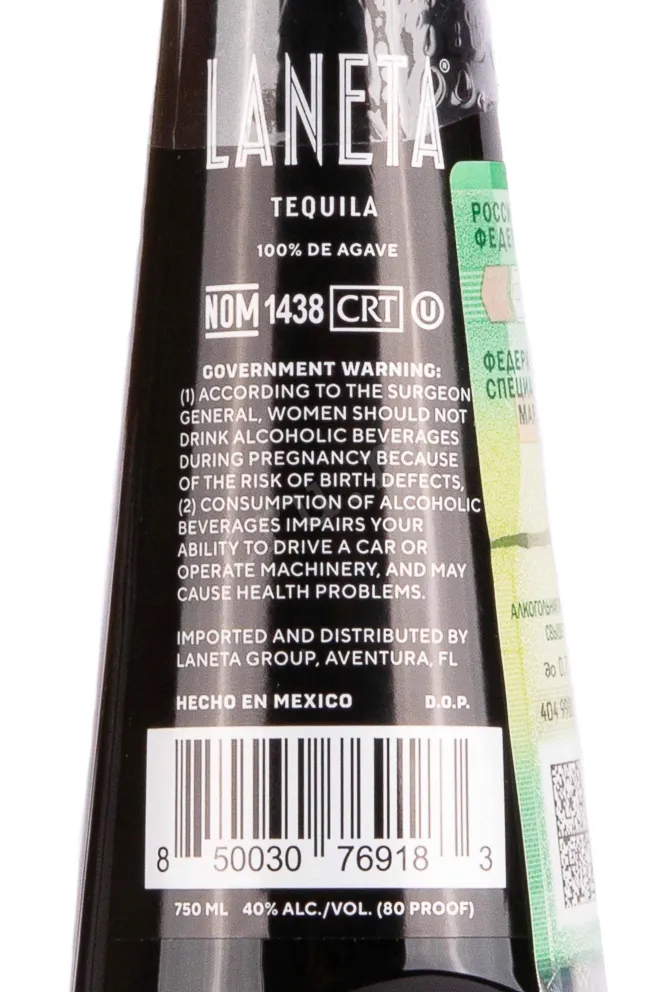 LANETA®
TEQUILA
100% DE AGAVE
NOM 1438 CRT U
GOVERNMENT WARNING:
(1) ACCORDING TO THE SURGEON
GENERAL, WOMEN SHOULD NOT
DRINK ALCOHOLIC BEVERAGES
DURING PREGNANCY BECAUSE
OF THE RISK OF BIRTH DEFECTS,
(2) CONSUMPTION OF ALCOHOLIC
BEVERAGES IMPAIRS YOUR
ABILITY TO DRIVE A CAR OR
OPERATE MACHINERY, AND MAY
CAUSE HEALTH PROBLEMS.
IMPORTED AND DISTRIBUTED BY
LANETA GROUP, AVENTURA, FL
HECHO EN MEXICO D.O.P.
8 50030 76918 3
750 ML 40% ALC./VOL. (80 PROOF)
до
404